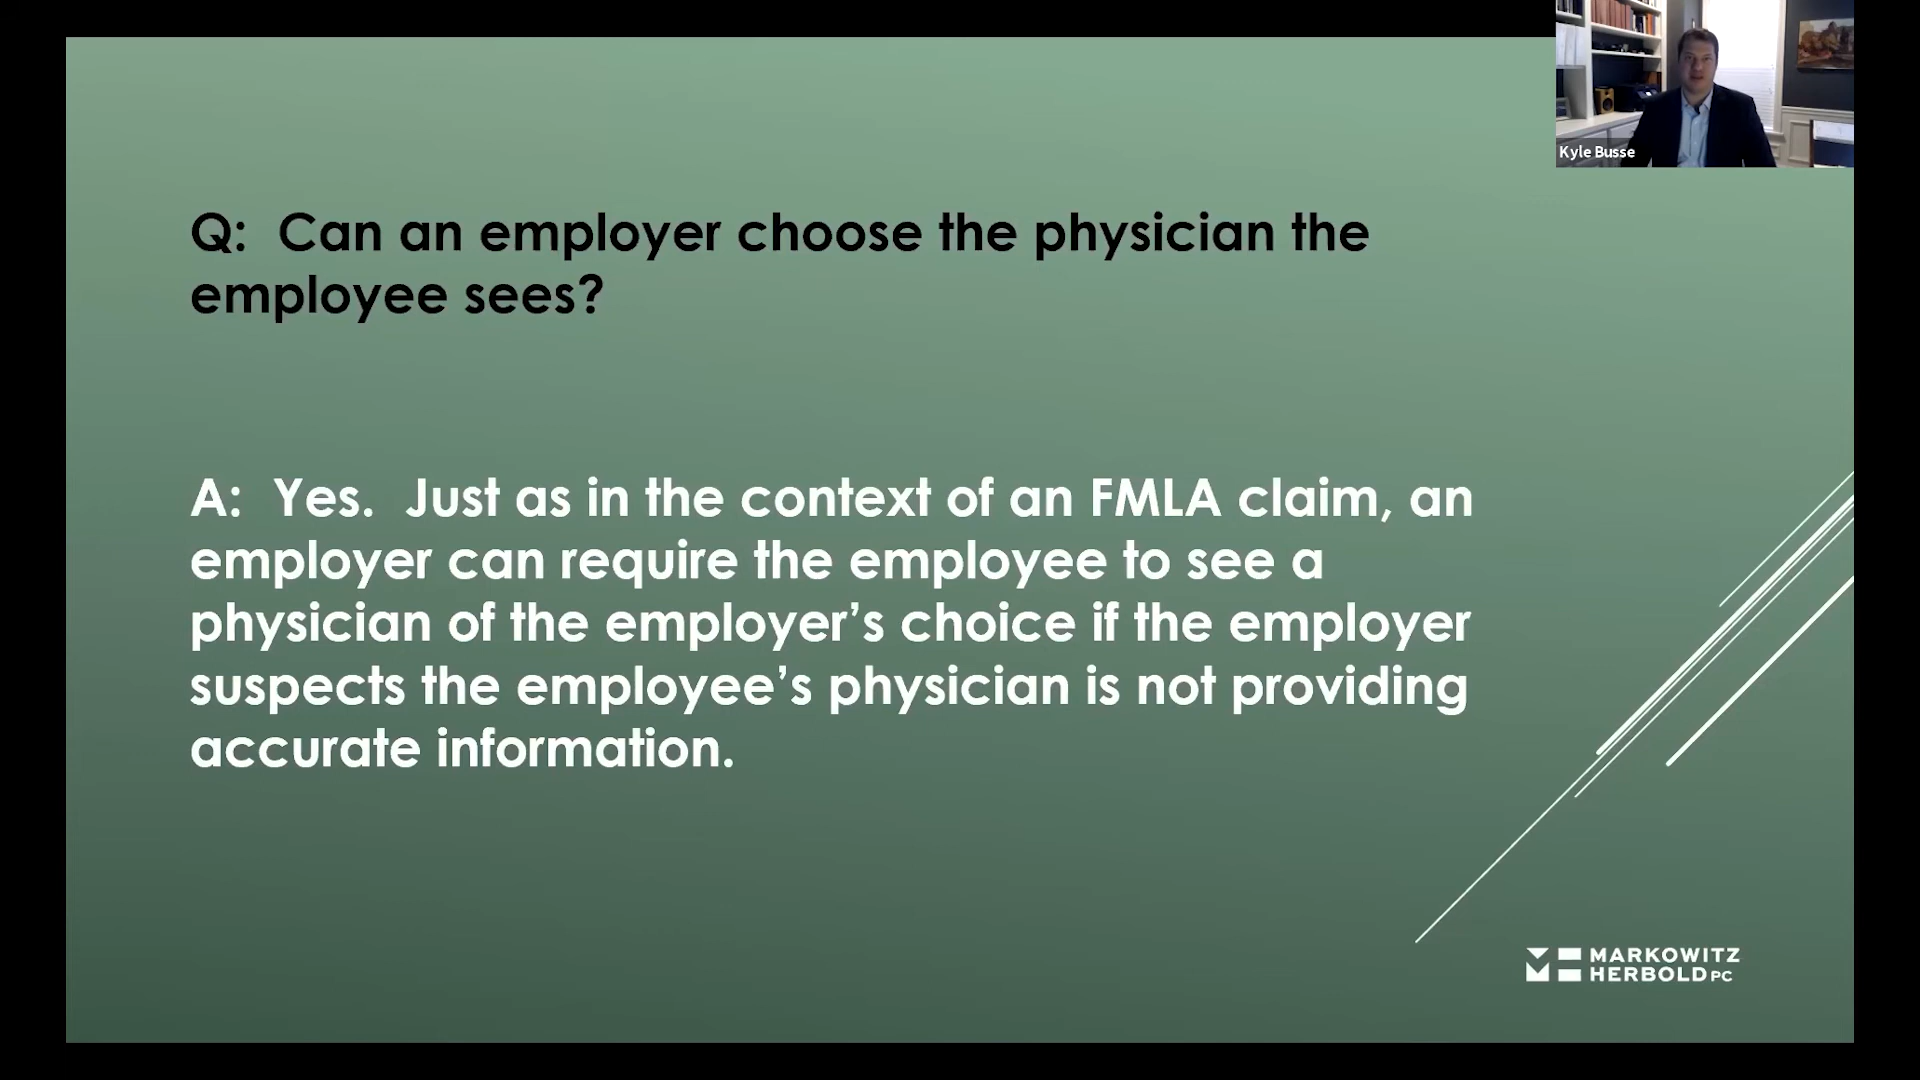 Kyle Busse
Q: Can an employer choose the physician the
employee sees?
A: Yes. Just as in the context of an FMLA claim, an
employer can require the employee to see a
physician of the employer’s choice if the employer
suspects the employee’s physician is not providing
accurate information.
MARKOWITZ
HERBOLD PC